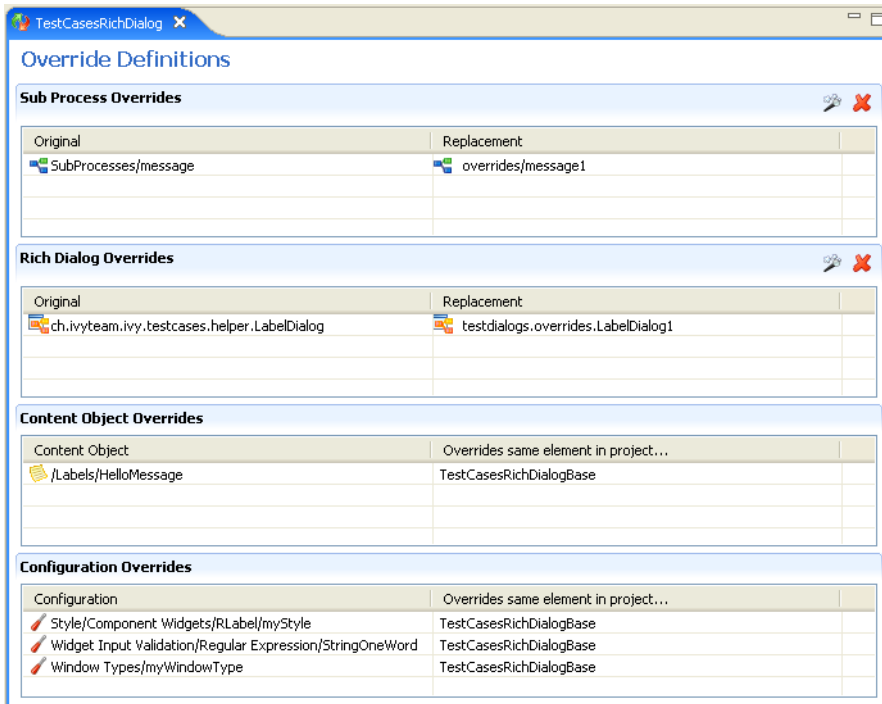 TestCasesRichDialog
Override Definitions
Sub Process Overrides
Original Replacement
SubProcesses/message overrides/message1
Rich Dialog Overrides
Original Replacement
ch.ivyteam.ivy.testcases.helper.LabelDialog testdialogs.overrides.LabelDialog1
Content Object Overrides
Content Object Overrides same element in project...
/Labels/HelloMessage TestCasesRichDialogBase
Configuration Overrides
Configuration Overrides same element in project...
Style/Component Widgets/RLabel/myStyle TestCasesRichDialogBase
Widget Input Validation/Regular Expression/StringOneWord TestCasesRichDialogBase
Window Types/myWindowType TestCasesRichDialogBase